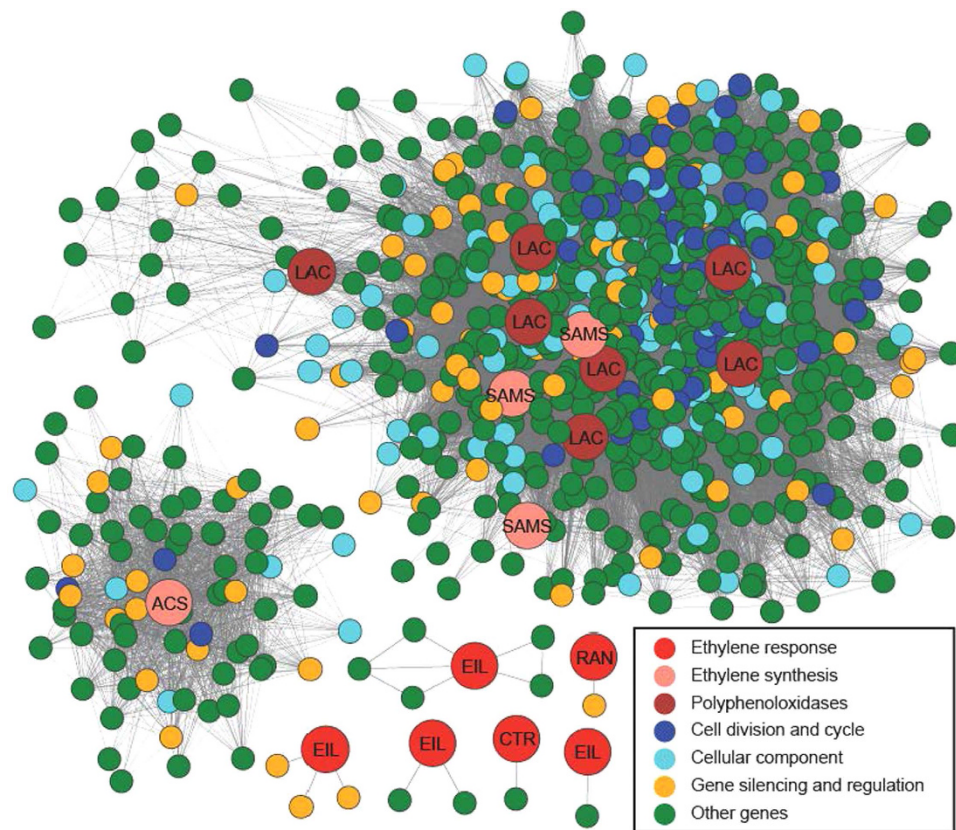 LAC
LAC
LAC
LAC
SAMS
LAC
LAC
SAMS
LAC
SAMS
ACS
EIL
RAN
EIL
EIL
CTR
EIL
Ethylene response
Ethylene synthesis
Polyphenoloxidases
Cell division and cycle
Cellular component
Gene silencing and regulation
Other genes